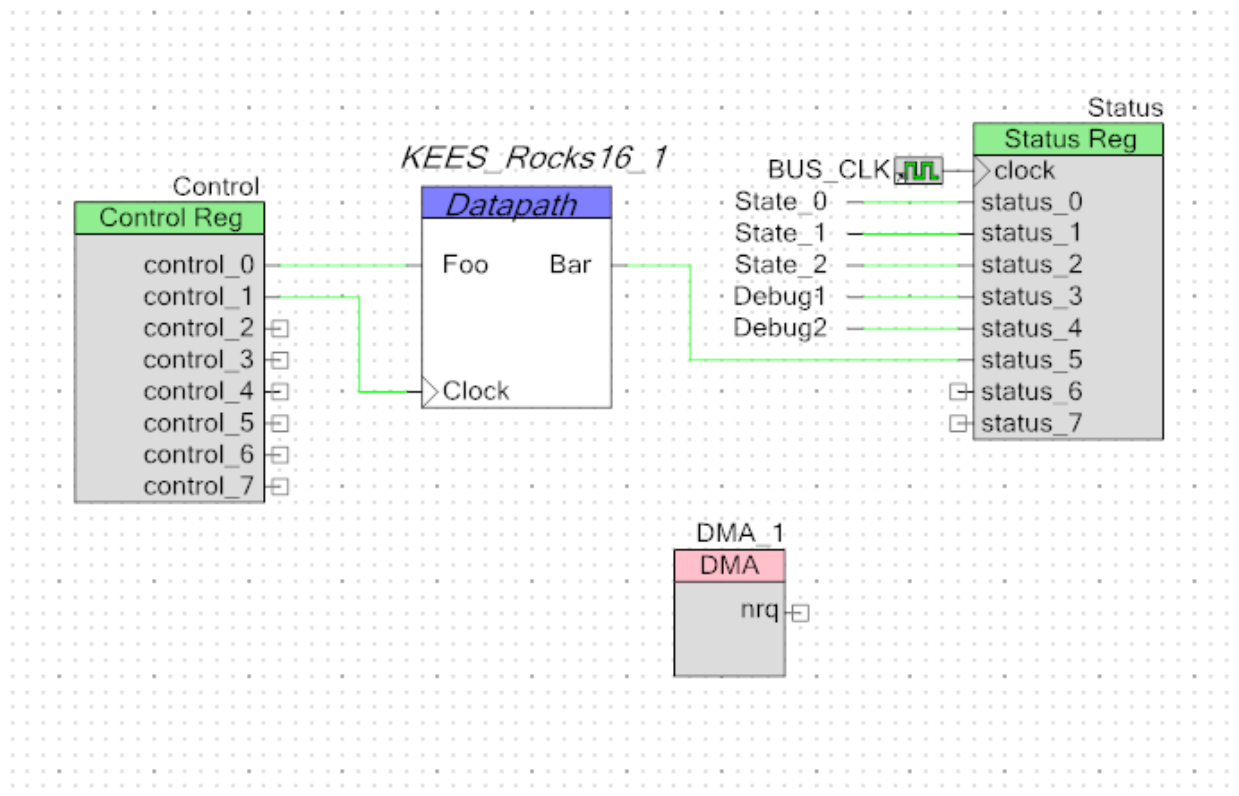 Control
Control Reg
control_0
control_1
control_2
control_3
control_4
control_5
control_6
control_7
KEES_Rocks16_1
Datapath
Foo Bar
Clock
Status
Status Reg
BUS_CLK clock
State_0 status_0
State_1 status_1
State_2 status_2
Debug1 status_3
Debug2 status_4
status_5
status_6
status_7
DMA_1
DMA
nrq